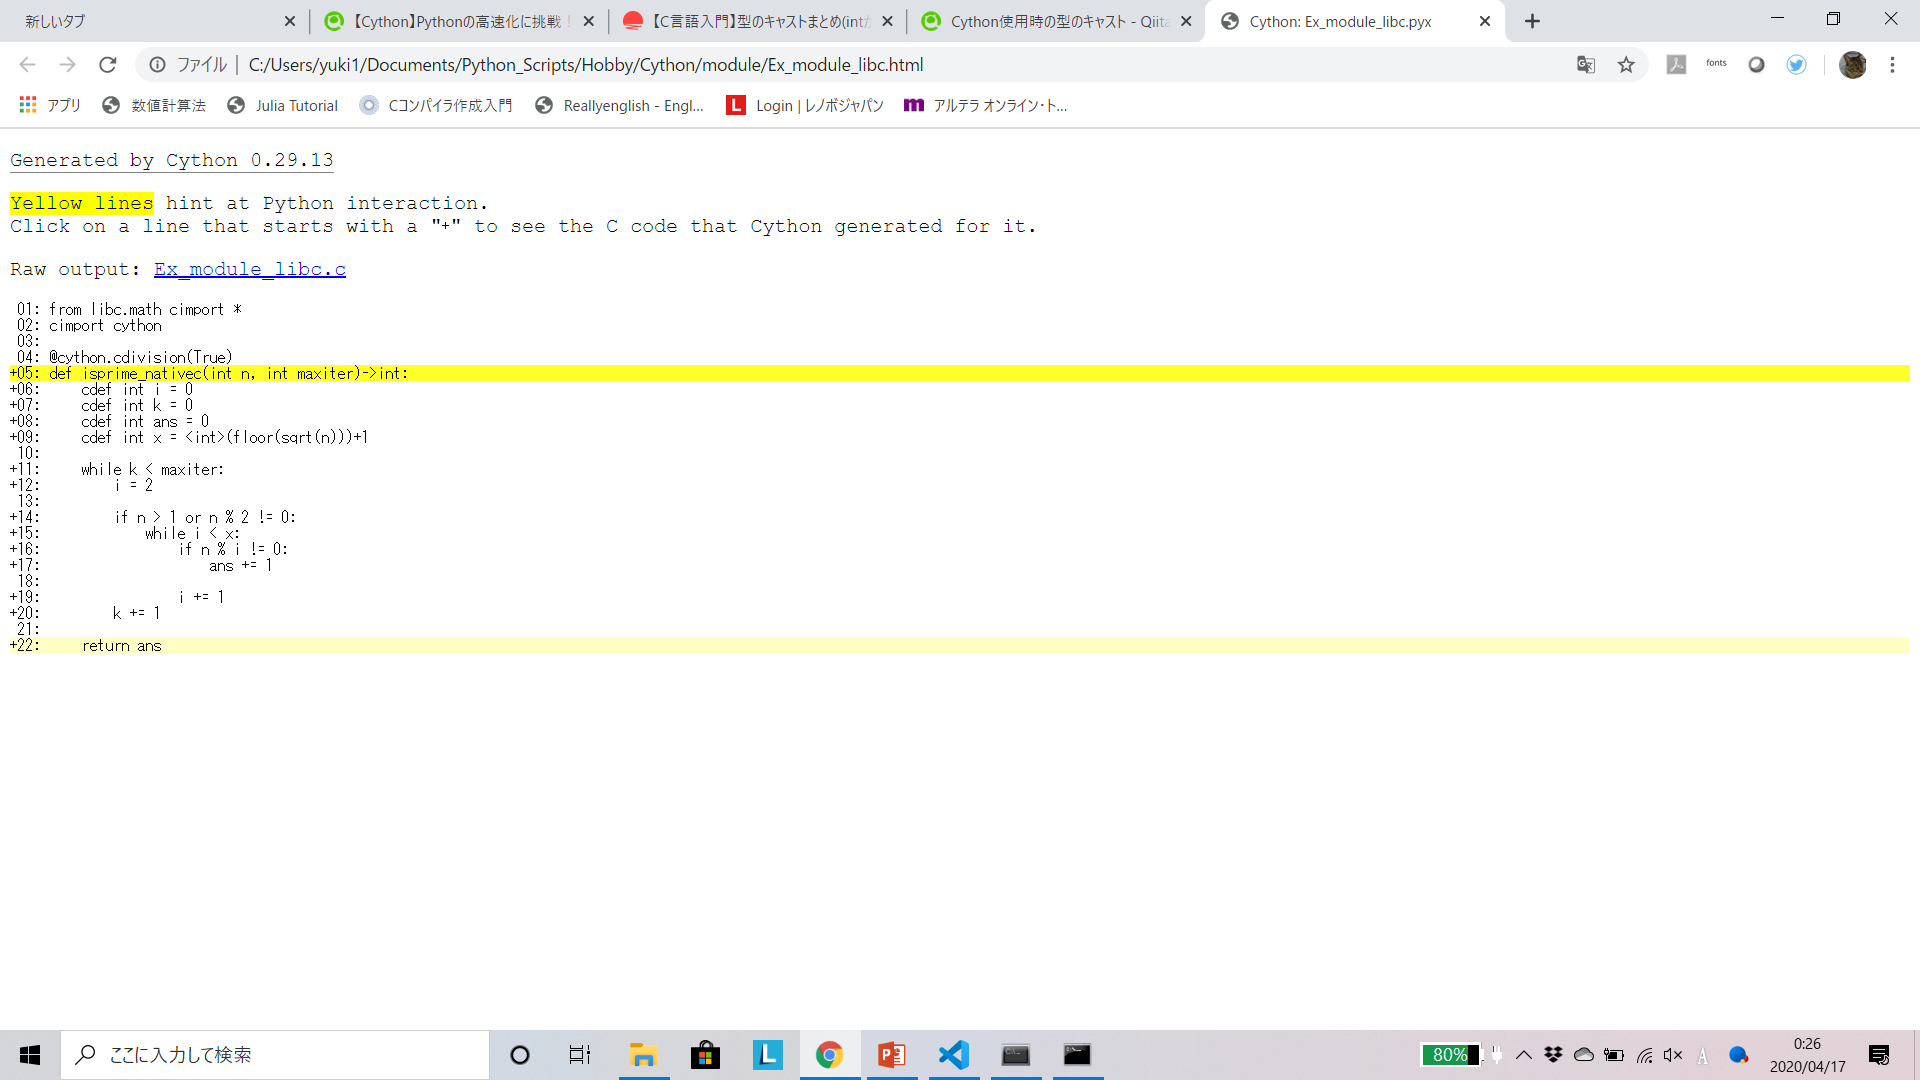 新しいタブ
【Cython】Pythonの高速化に挑戦！
【C言語入門】型のキャストまとめ(intか
Cython使用時の型のキャスト - Qiita
Cython: Ex_module_libc.pyx
ファイル | C:/Users/yuki1/Documents/Python_Scripts/Hobby/Cython/module/Ex_module_libc.html
fonts
アプリ
数値計算法
Julia Tutorial
Cコンパイラ作成入門
Reallyenglish - Engl...
L
Login | レノボジャパン
m
アルテラ オンライン・ト...
Generated by Cython 0.29.13
Yellow lines hint at Python interaction.
Click on a line that starts with a "+" to see the C code that Cython generated for it.
Raw output: Ex_module_libc.c
01: from libc.math cimport *
02: cimport cython
03:
04: @cython.cdivision(True)
+05: def isprime_nativec(int n, int maxiter)->int:
+06:     cdef int i = 0
+07:     cdef int k = 0
+08:     cdef int ans = 0
+09:     cdef int x = <int>(floor(sqrt(n)))+1
10:
+11:     while k < maxiter:
+12:         i = 2
13:
+14:         if n > 1 or n % 2 != 0:
+15:             while i < x:
+16:                 if n % i != 0:
+17:                     ans += 1
18:
+19:                 i += 1
+20:         k += 1
21:
+22:     return ans
ここに入力して検索
L
80%
A
0:26
2020/04/17